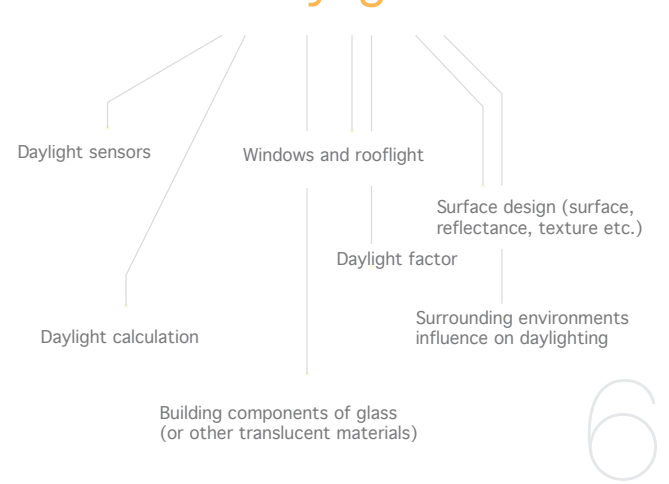 Daylight sensors
Windows and rooflight
Surface design (surface,
reflectance, texture etc.)
Daylight factor
Surrounding environments
influence on daylighting
Daylight calculation
Building components of glass
(or other translucent materials)
6